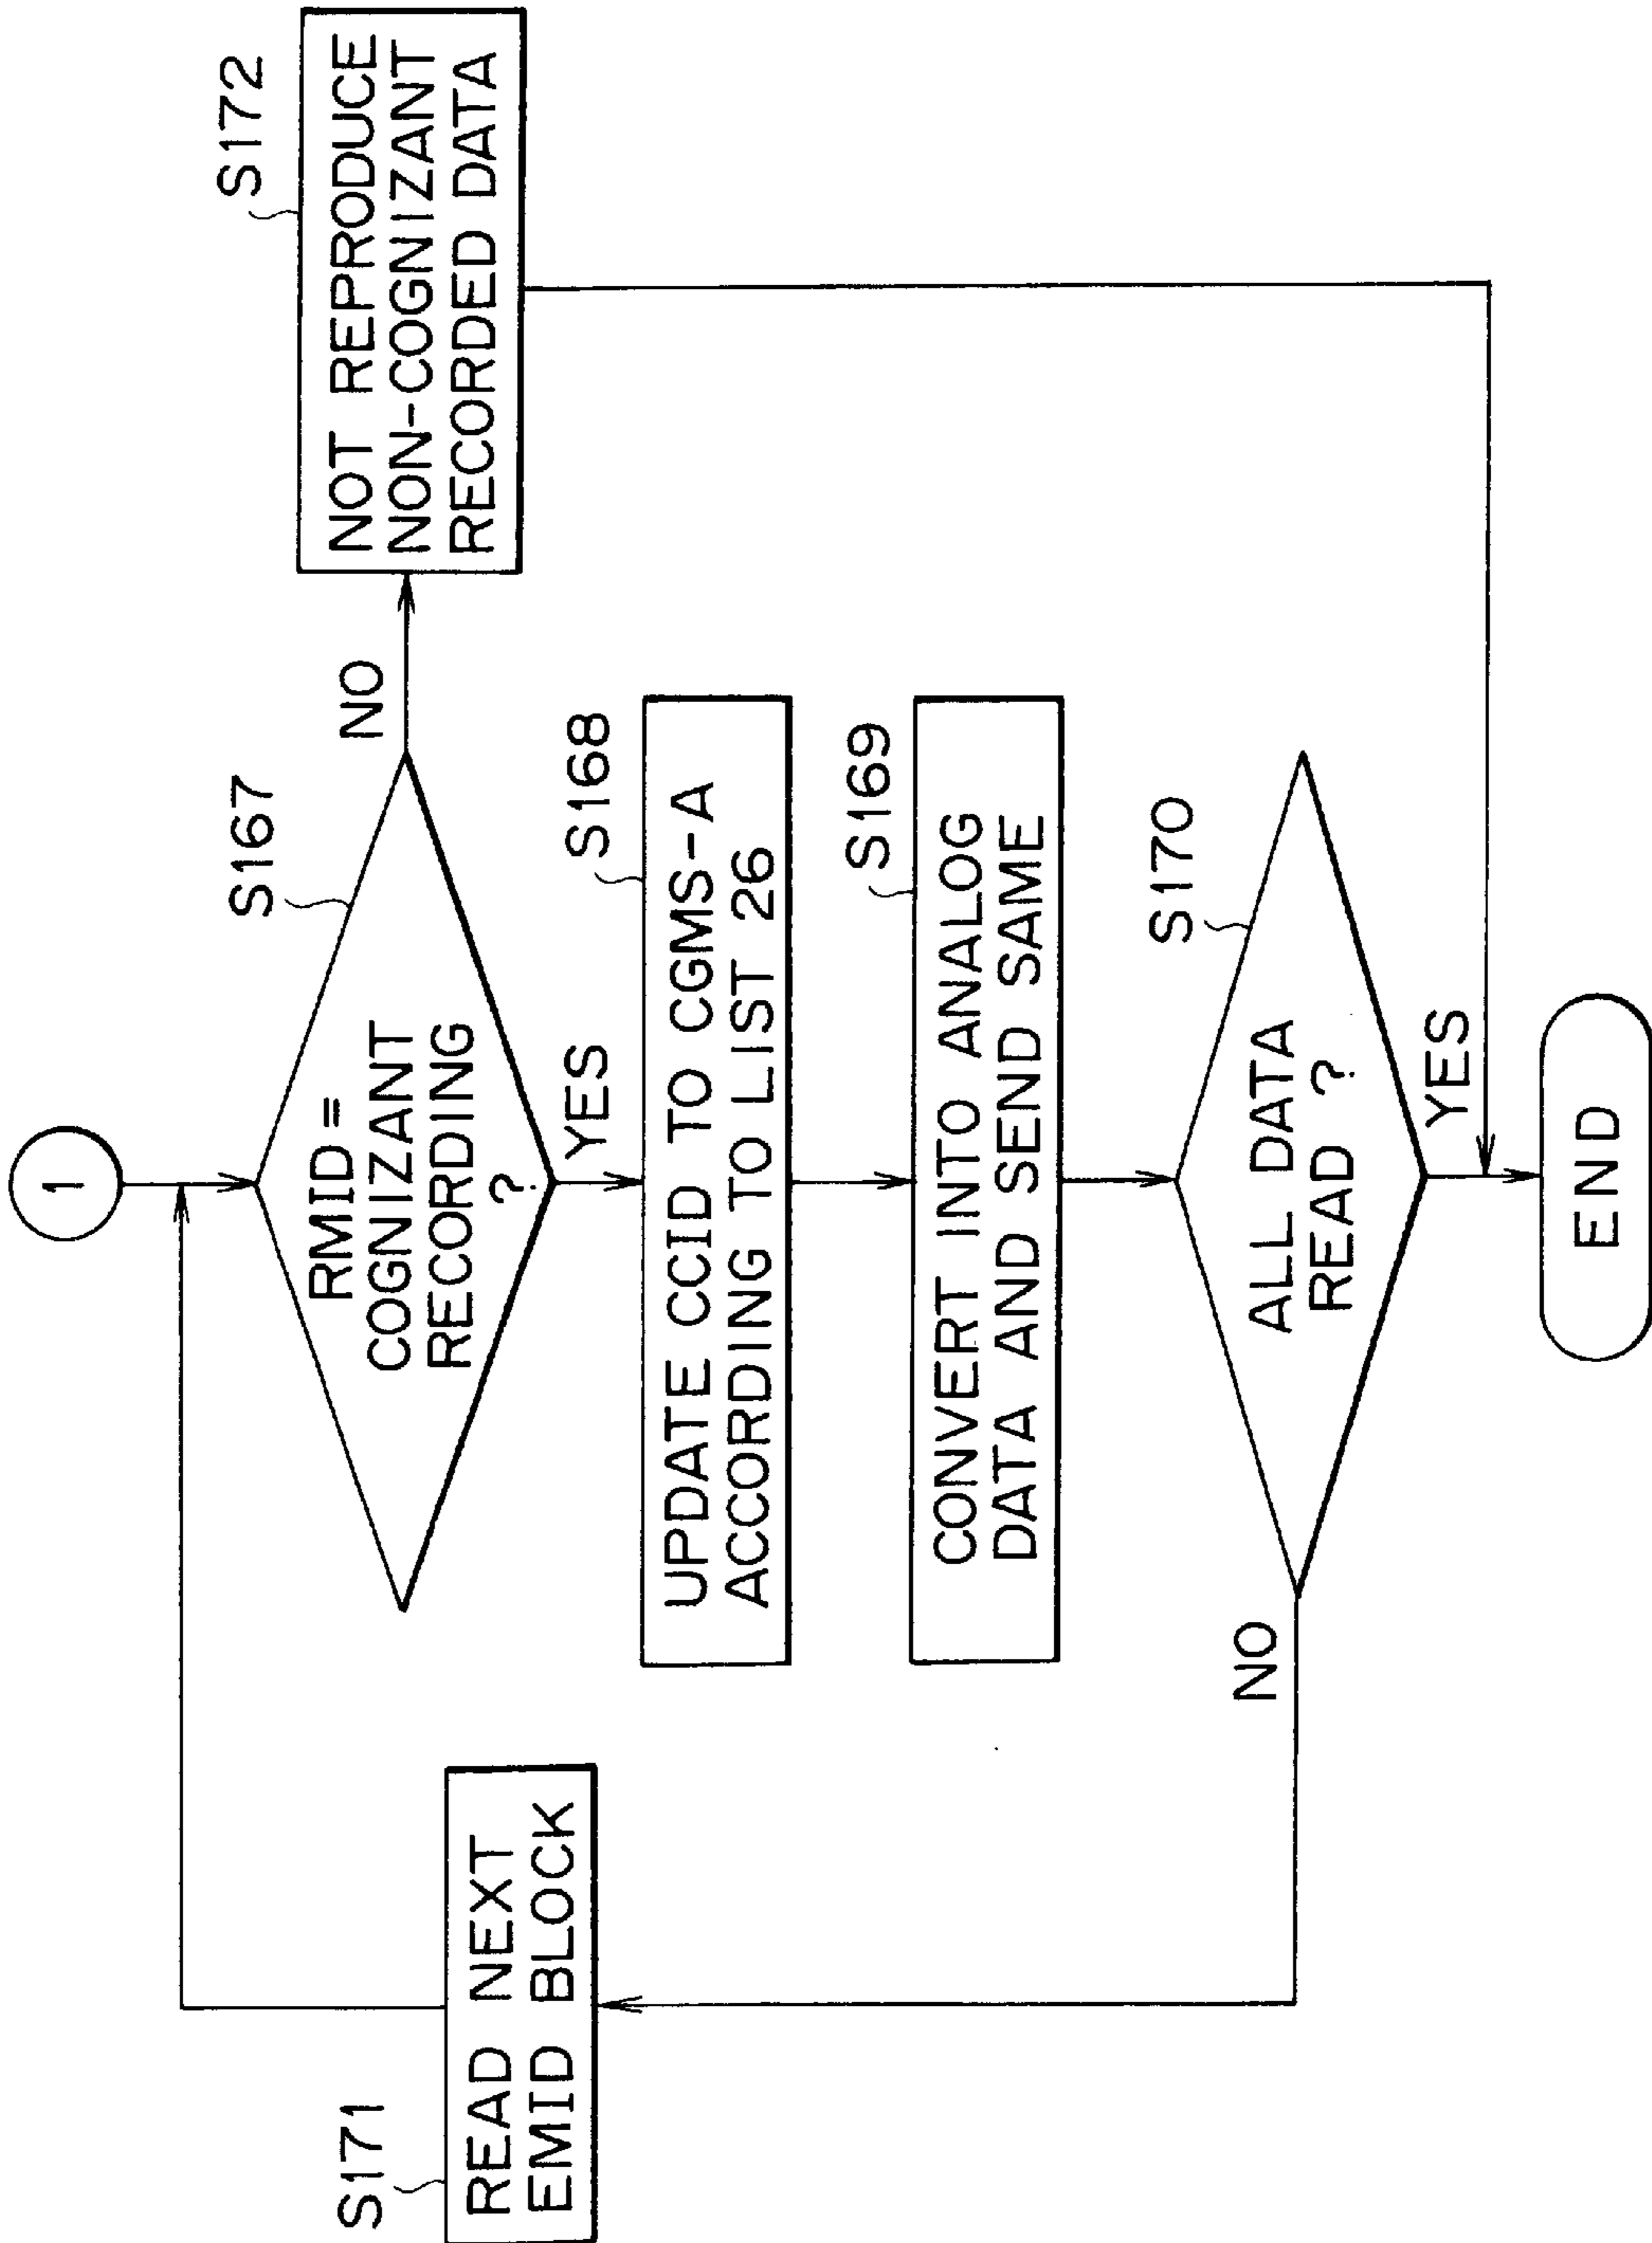 1
S167
RMID=
COGNIZANT
RECORDING
?
NO
S172
NOT REPRODUCE
NON-COGNIZANT
RECORDED DATA
YES
S168
UPDATE CCID TO CGMS-A
ACCORDING TO LIST 26
S169
CONVERT INTO ANALOG
DATA AND SEND SAME
S170
ALL DATA
READ ?
NO
YES
S171
READ NEXT
EMID BLOCK
END